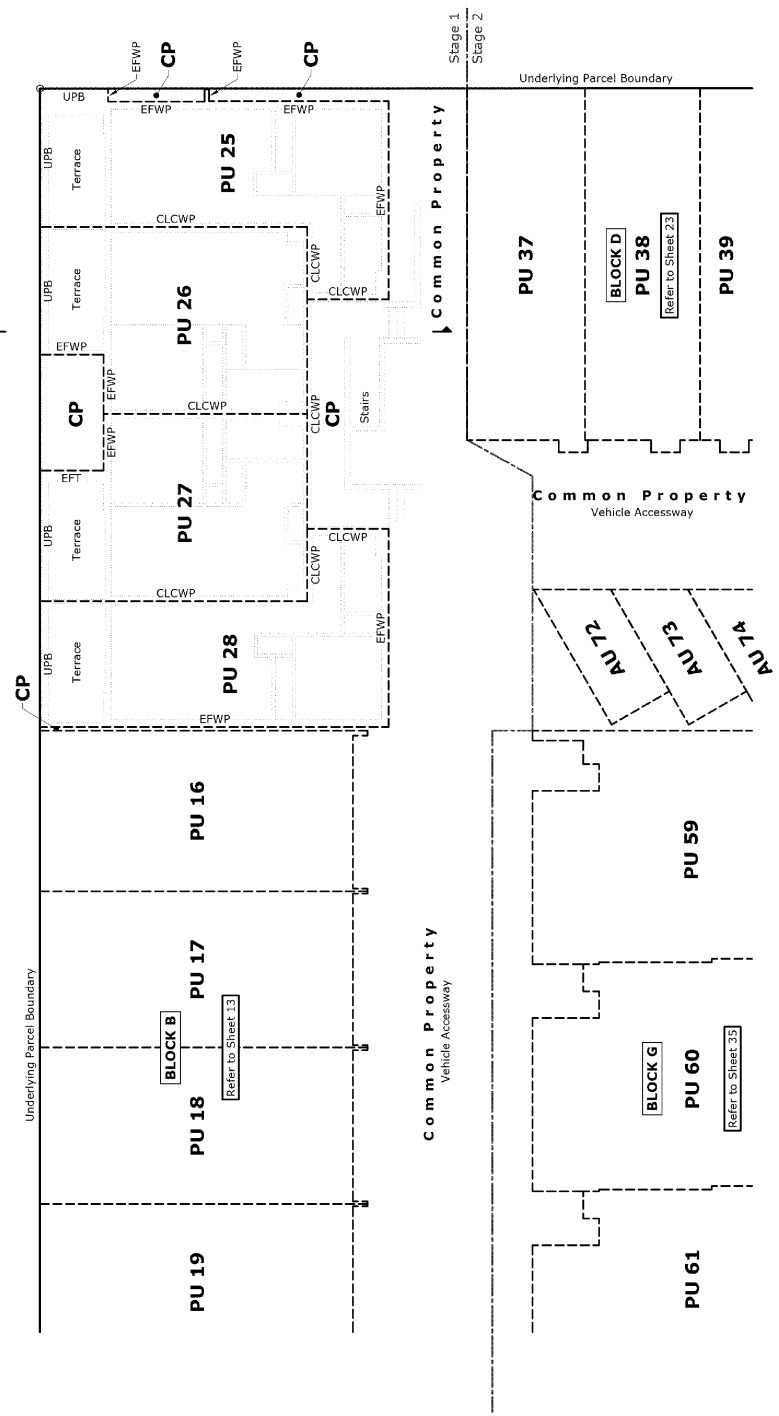 Stage 1
Stage 2
EFWP
CP
EFWP
CP
Underlying Parcel Boundary
UPB
EFWP
EFWP
UPB
Terrace
PU 25
EFWP
Common Property
CLCWP
CLCWP
CLCWP
UPB
Terrace
PU 26
EFWP
EFWP
CP
CLCWP
CLCWP
CP
Stairs
EFWP
EFT
UPB
Terrace
PU 27
CLCWP
CLCWP
CLCWP
UPB
Terrace
PU 28
EFWP
EFWP
CP
PU 37
BLOCK D
PU 38
Refer to Sheet 23
PU 39
Common Property
Vehicle Accessway
AU 72
AU 73
AU 74
PU 16
PU 17
Underlying Parcel Boundary
BLOCK B
Refer to Sheet 13
PU 18
PU 19
Common Property
Vehicle Accessway
PU 59
BLOCK G
PU 60
Refer to Sheet 35
PU 61